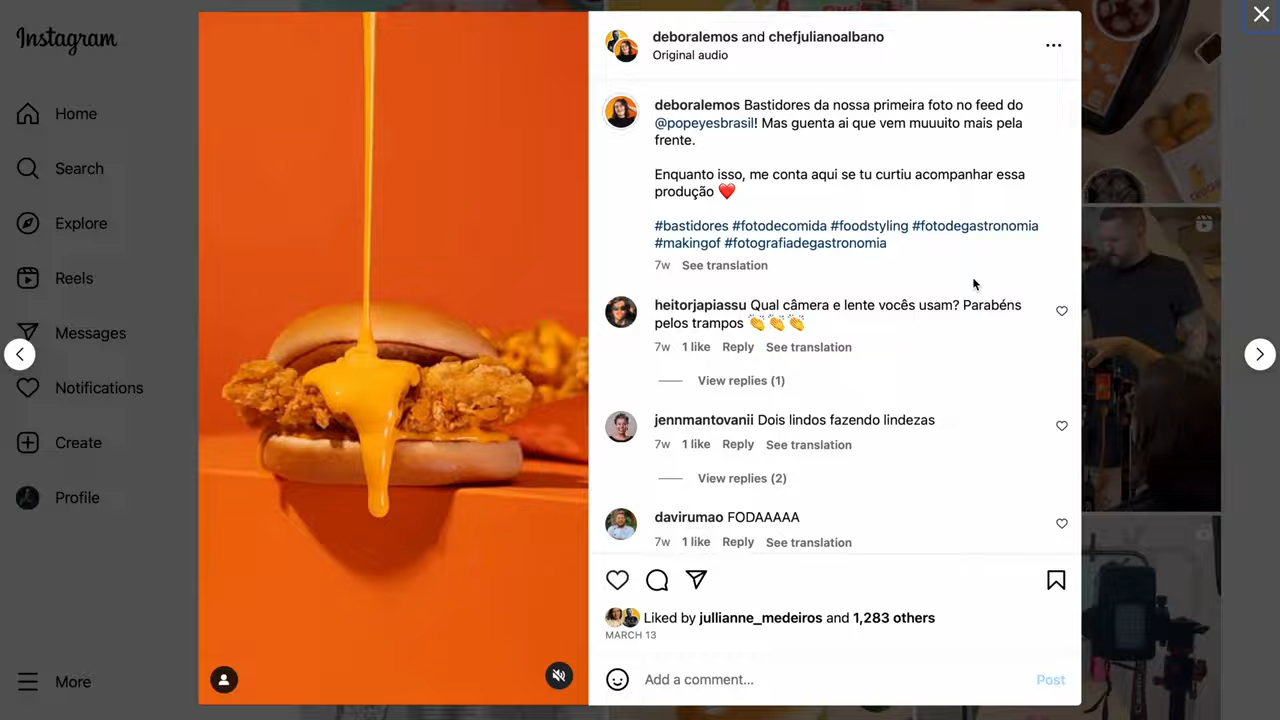 Instagram
Home
Search
Explore
Reels
Messages
Notifications
Create
Profile
More
deboralemos and chefjulianoalbano
Original audio
deboralemos Bastidores da nossa primeira foto no feed do
@popeyesbrasil! Mas guenta ai que vem muuuito mais pela
frente.
Enquanto isso, me conta aqui se tu curtiu acompanhar essa
produção ❤️
#bastidores #fotodecomida #foodstyling #fotodegastronomia
#makingof #fotografiadegastronomia
7w See translation
heitorjapiassu Qual câmera e lente vocês usam? Parabéns
pelos trampos 👏👏👏
7w 1 like Reply See translation
View replies (1)
jennmantovanii Dois lindos fazendo lindezas
7w 1 like Reply See translation
View replies (2)
davirumao FODAAAAA
7w 1 like Reply See translation
Liked by jullianne_medeiros and 1,283 others
MARCH 13
Add a comment...
Post